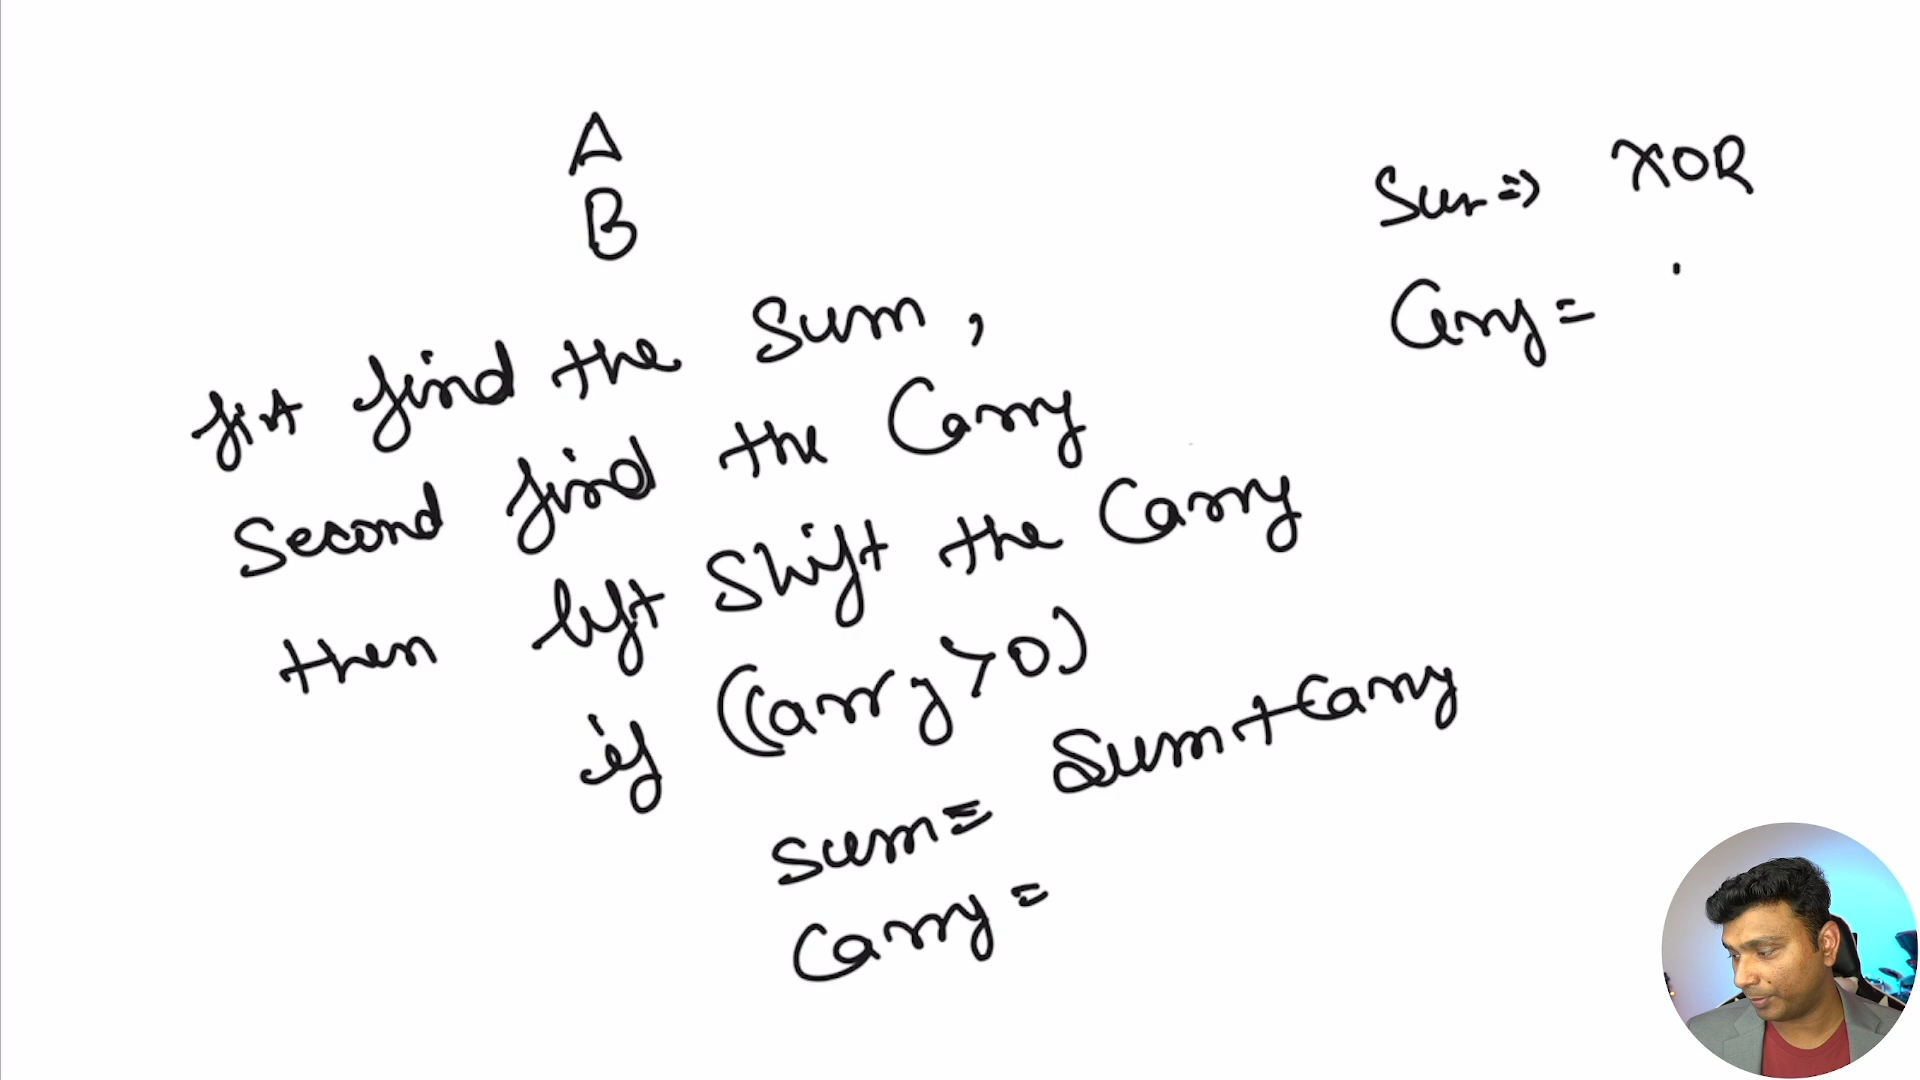 A
B
first find the Sum,
Second find the Carry
then left Shift the Carry
if (Carry>0)
Sum= Sum+Carry
Carry=
Sum=> XOR
Carry=